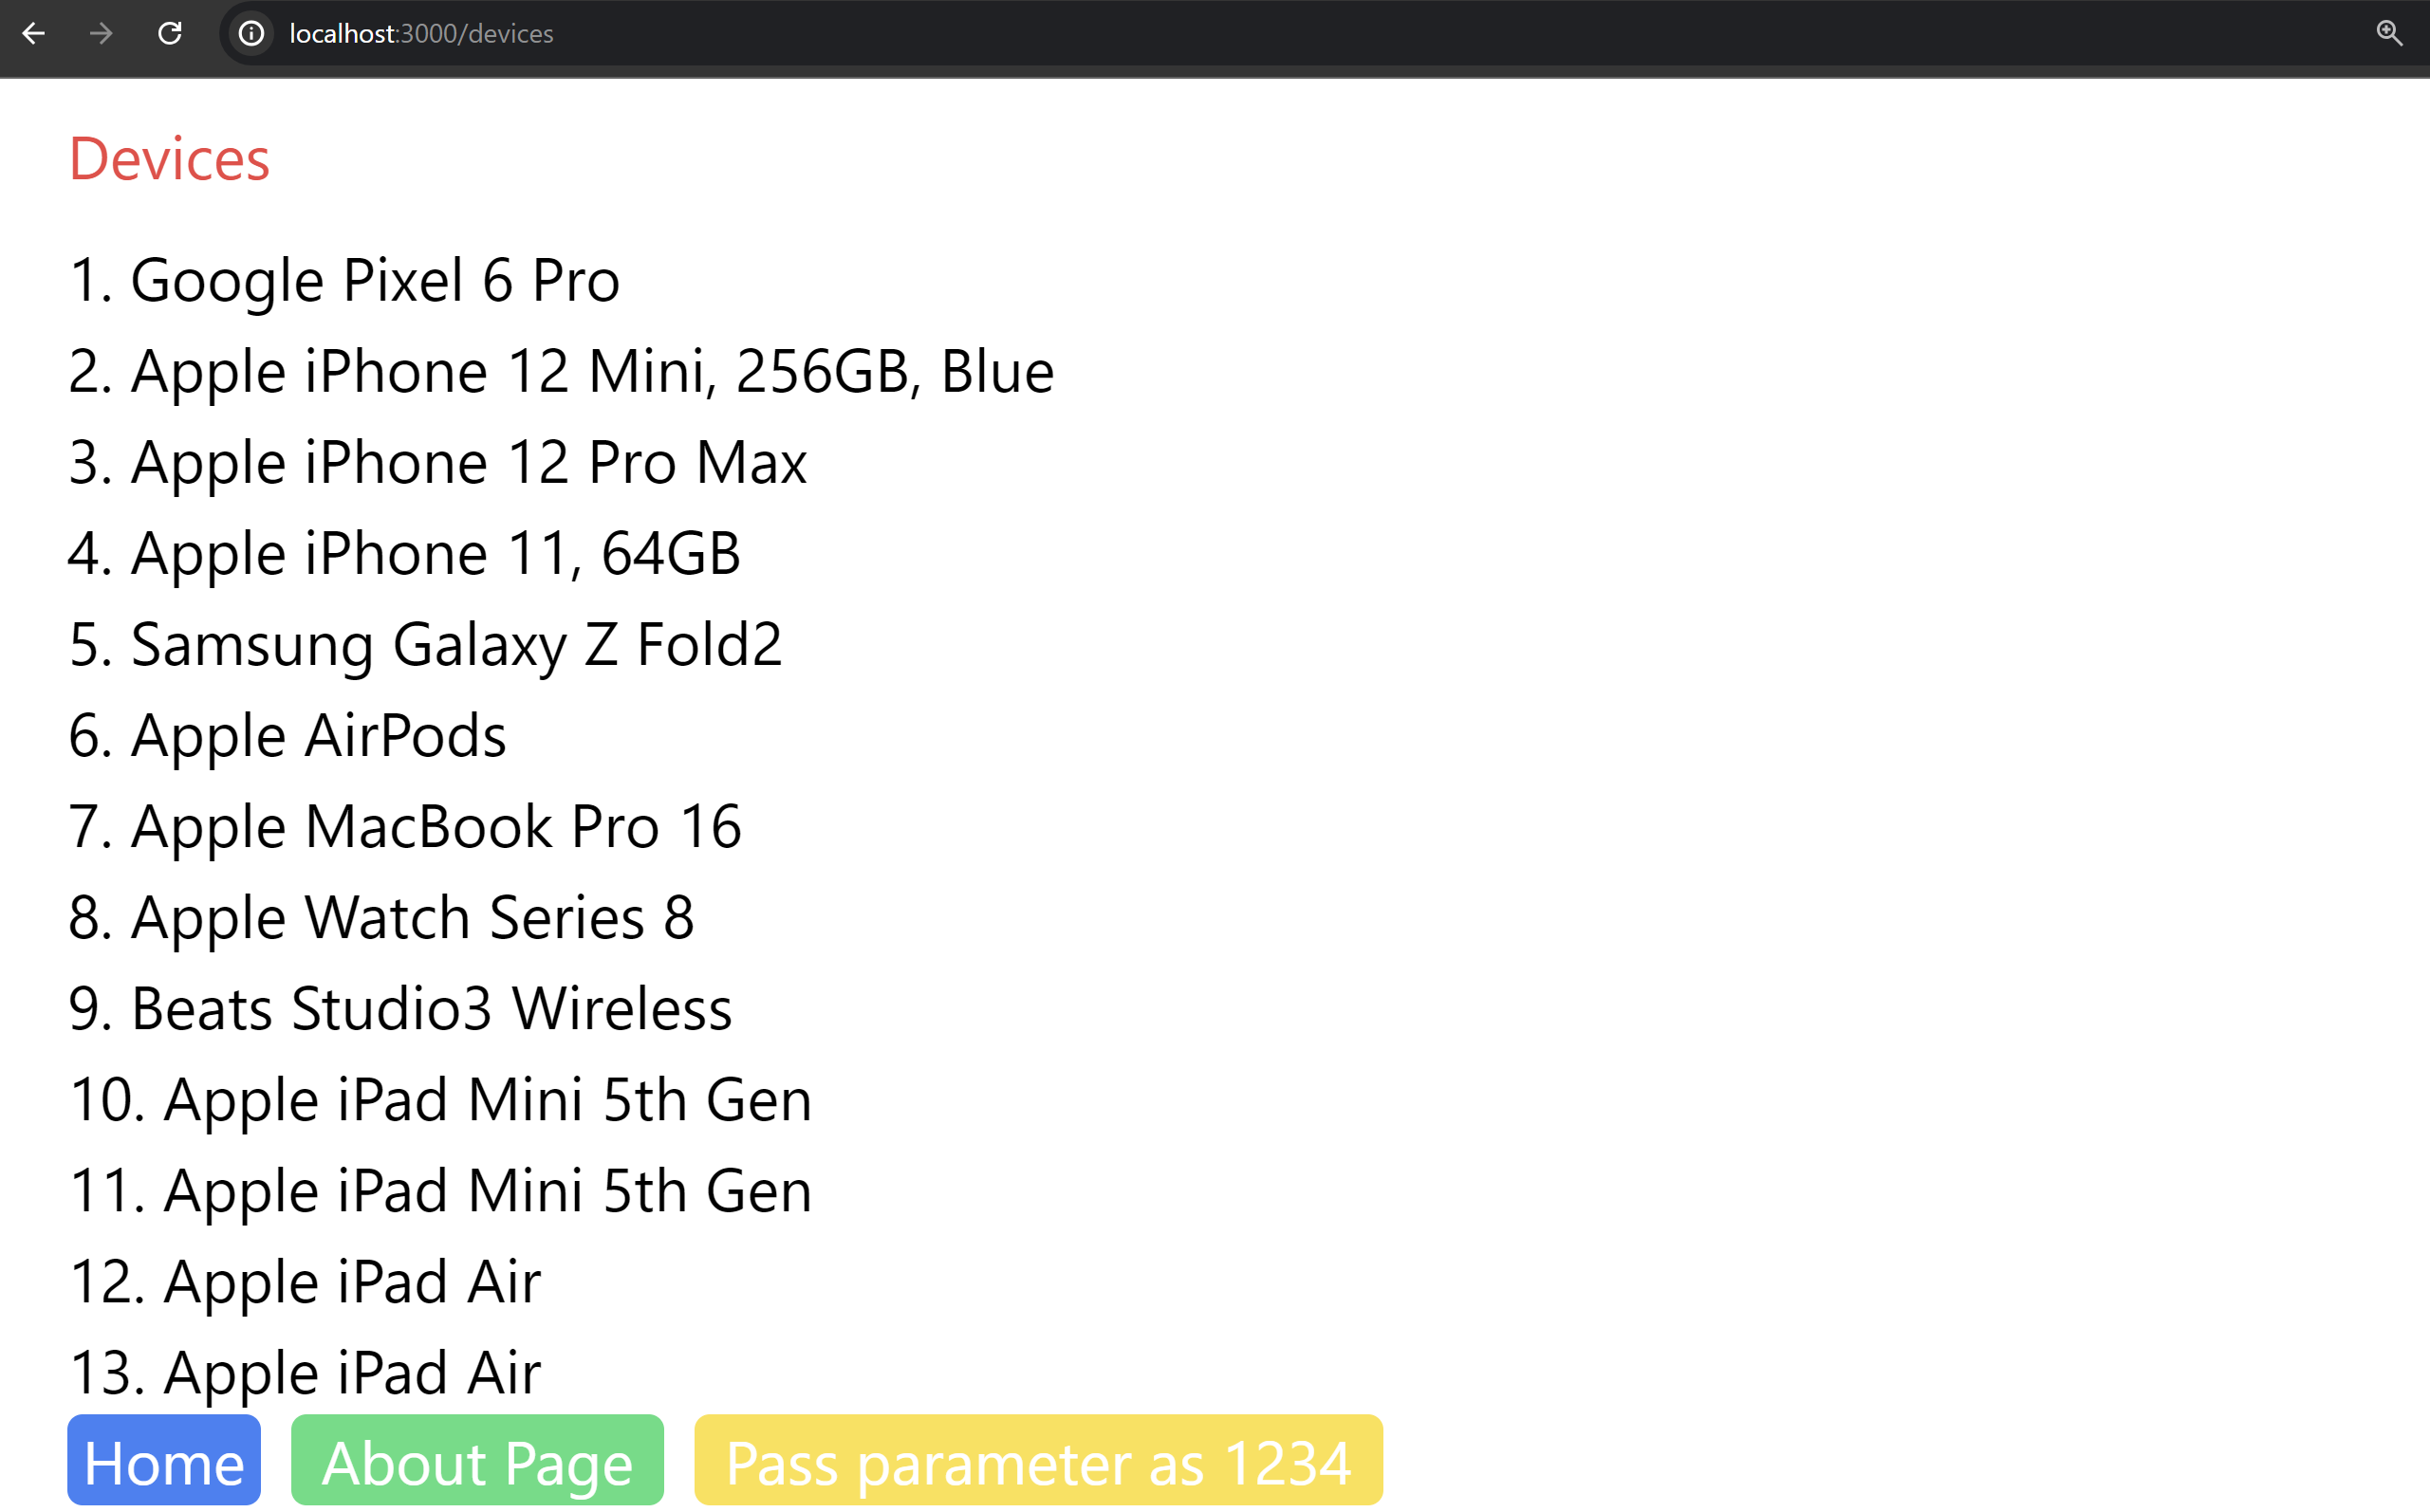 localhost:3000/devices
Devices
1. Google Pixel 6 Pro
2. Apple iPhone 12 Mini, 256GB, Blue
3. Apple iPhone 12 Pro Max
4. Apple iPhone 11, 64GB
5. Samsung Galaxy Z Fold2
6. Apple AirPods
7. Apple MacBook Pro 16
8. Apple Watch Series 8
9. Beats Studio3 Wireless
10. Apple iPad Mini 5th Gen
11. Apple iPad Mini 5th Gen
12. Apple iPad Air
13. Apple iPad Air
Home About Page Pass parameter as 1234